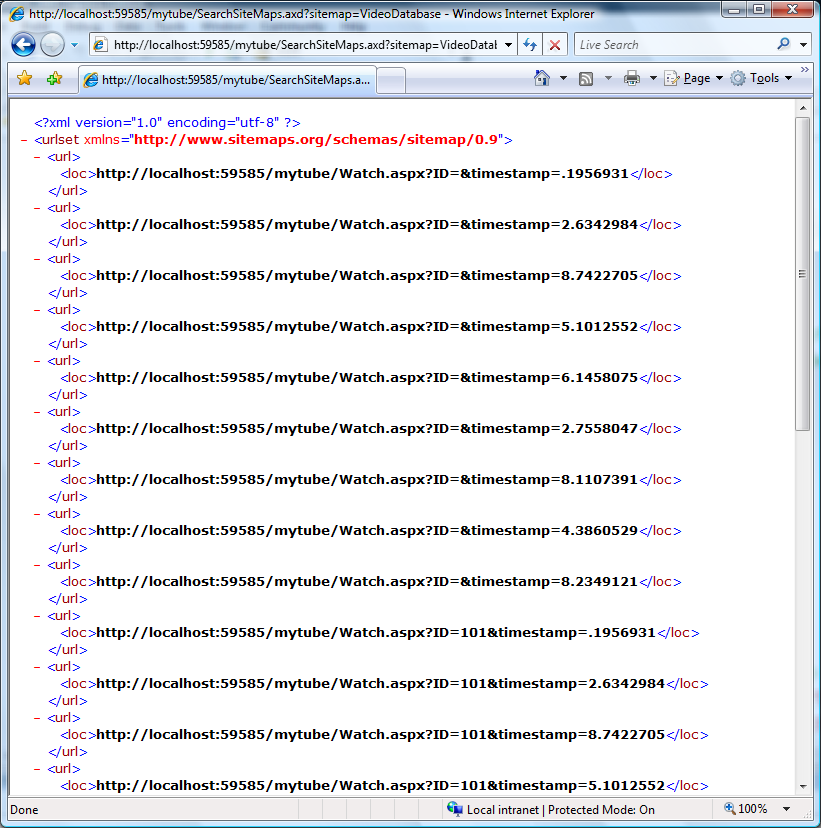 http://localhost:59585/mytube/SearchSiteMaps.axd?sitemap=VideoDatabase - Windows Internet Explorer
http://localhost:59585/mytube/SearchSiteMaps.axd?sitemap=VideoDatab
Live Search
http://localhost:59585/mytube/SearchSiteMaps.a...
Page
Tools
<?xml version="1.0" encoding="utf-8" ?>
- <urlset xmlns="http://www.sitemaps.org/schemas/sitemap/0.9">
- <url>
<loc>http://localhost:59585/mytube/Watch.aspx?ID=&timestamp=.1956931</loc>
</url>
- <url>
<loc>http://localhost:59585/mytube/Watch.aspx?ID=&timestamp=2.6342984</loc>
</url>
- <url>
<loc>http://localhost:59585/mytube/Watch.aspx?ID=&timestamp=8.7422705</loc>
</url>
- <url>
<loc>http://localhost:59585/mytube/Watch.aspx?ID=&timestamp=5.1012552</loc>
</url>
- <url>
<loc>http://localhost:59585/mytube/Watch.aspx?ID=&timestamp=6.1458075</loc>
</url>
- <url>
<loc>http://localhost:59585/mytube/Watch.aspx?ID=&timestamp=2.7558047</loc>
</url>
- <url>
<loc>http://localhost:59585/mytube/Watch.aspx?ID=&timestamp=8.1107391</loc>
</url>
- <url>
<loc>http://localhost:59585/mytube/Watch.aspx?ID=&timestamp=4.3860529</loc>
</url>
- <url>
<loc>http://localhost:59585/mytube/Watch.aspx?ID=&timestamp=8.2349121</loc>
</url>
- <url>
<loc>http://localhost:59585/mytube/Watch.aspx?ID=101&timestamp=.1956931</loc>
</url>
- <url>
<loc>http://localhost:59585/mytube/Watch.aspx?ID=101&timestamp=2.6342984</loc>
</url>
- <url>
<loc>http://localhost:59585/mytube/Watch.aspx?ID=101&timestamp=8.7422705</loc>
</url>
- <url>
<loc>http://localhost:59585/mytube/Watch.aspx?ID=101&timestamp=5.1012552</loc>
Done
Local intranet | Protected Mode: On
100%